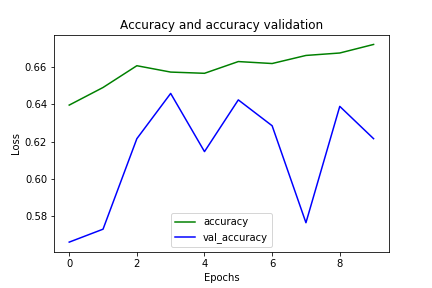 Accuracy and accuracy validation
Loss
0.66
0.64
0.62
0.60
0.58
accuracy
val_accuracy
0 2 4 6 8
Epochs